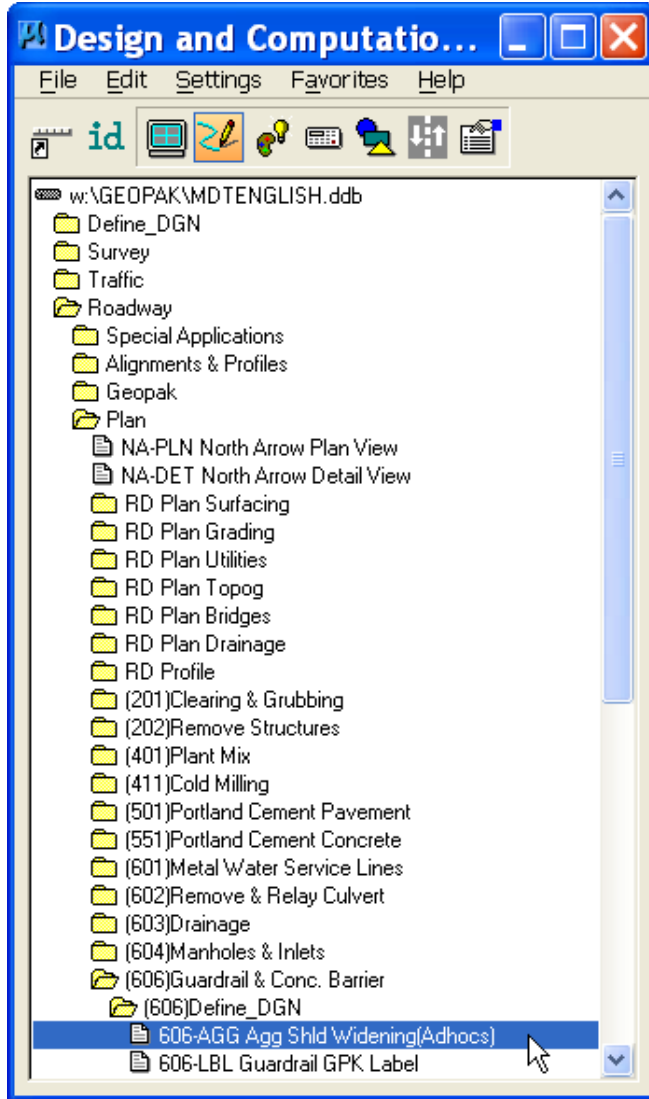 Design and Computatio...
File Edit Settings Favorites Help
id
w:\GEOPAK\MDTENGLISH.ddb
Define_DGN
Survey
Traffic
Roadway
Special Applications
Alignments & Profiles
Geopak
Plan
NA-PLN North Arrow Plan View
NA-DET North Arrow Detail View
RD Plan Surfacing
RD Plan Grading
RD Plan Utilities
RD Plan Topog
RD Plan Bridges
RD Plan Drainage
RD Profile
(201)Clearing & Grubbing
(202)Remove Structures
(401)Plant Mix
(411)Cold Milling
(501)Portland Cement Pavement
(551)Portland Cement Concrete
(601)Metal Water Service Lines
(602)Remove & Relay Culvert
(603)Drainage
(604)Manholes & Inlets
(606)Guardrail & Conc. Barrier
(606)Define_DGN
606-AGG Agg Shld Widening(Adhocs)
606-LBL Guardrail GPK Label